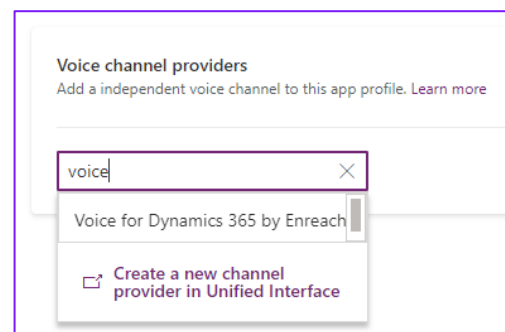 Voice channel providers
Add a independent voice channel to this app profile. Learn more
voice
Voice for Dynamics 365 by Enreach
Create a new channel
provider in Unified Interface